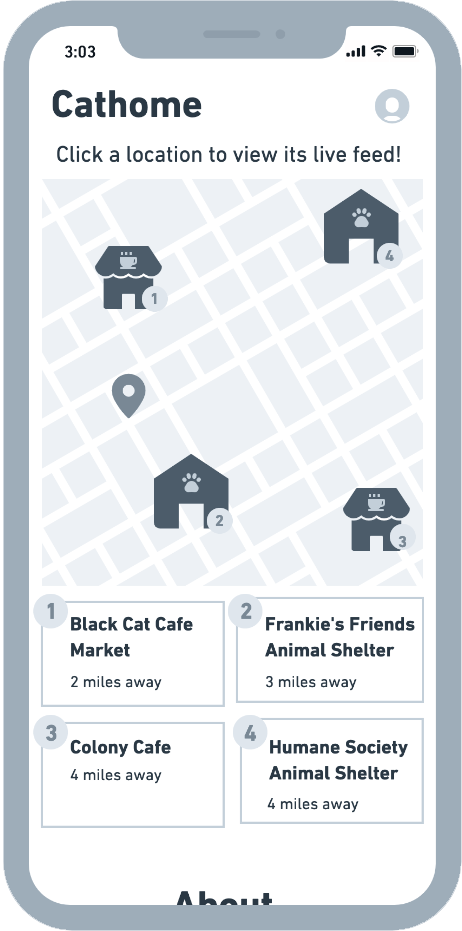 3:03
Cathome
Click a location to view its live feed!
4
1
2
3
1
Black Cat Cafe
Market
2 miles away
2
Frankie's Friends
Animal Shelter
3 miles away
3
Colony Cafe
4 miles away
4
Humane Society
Animal Shelter
4 miles away
About